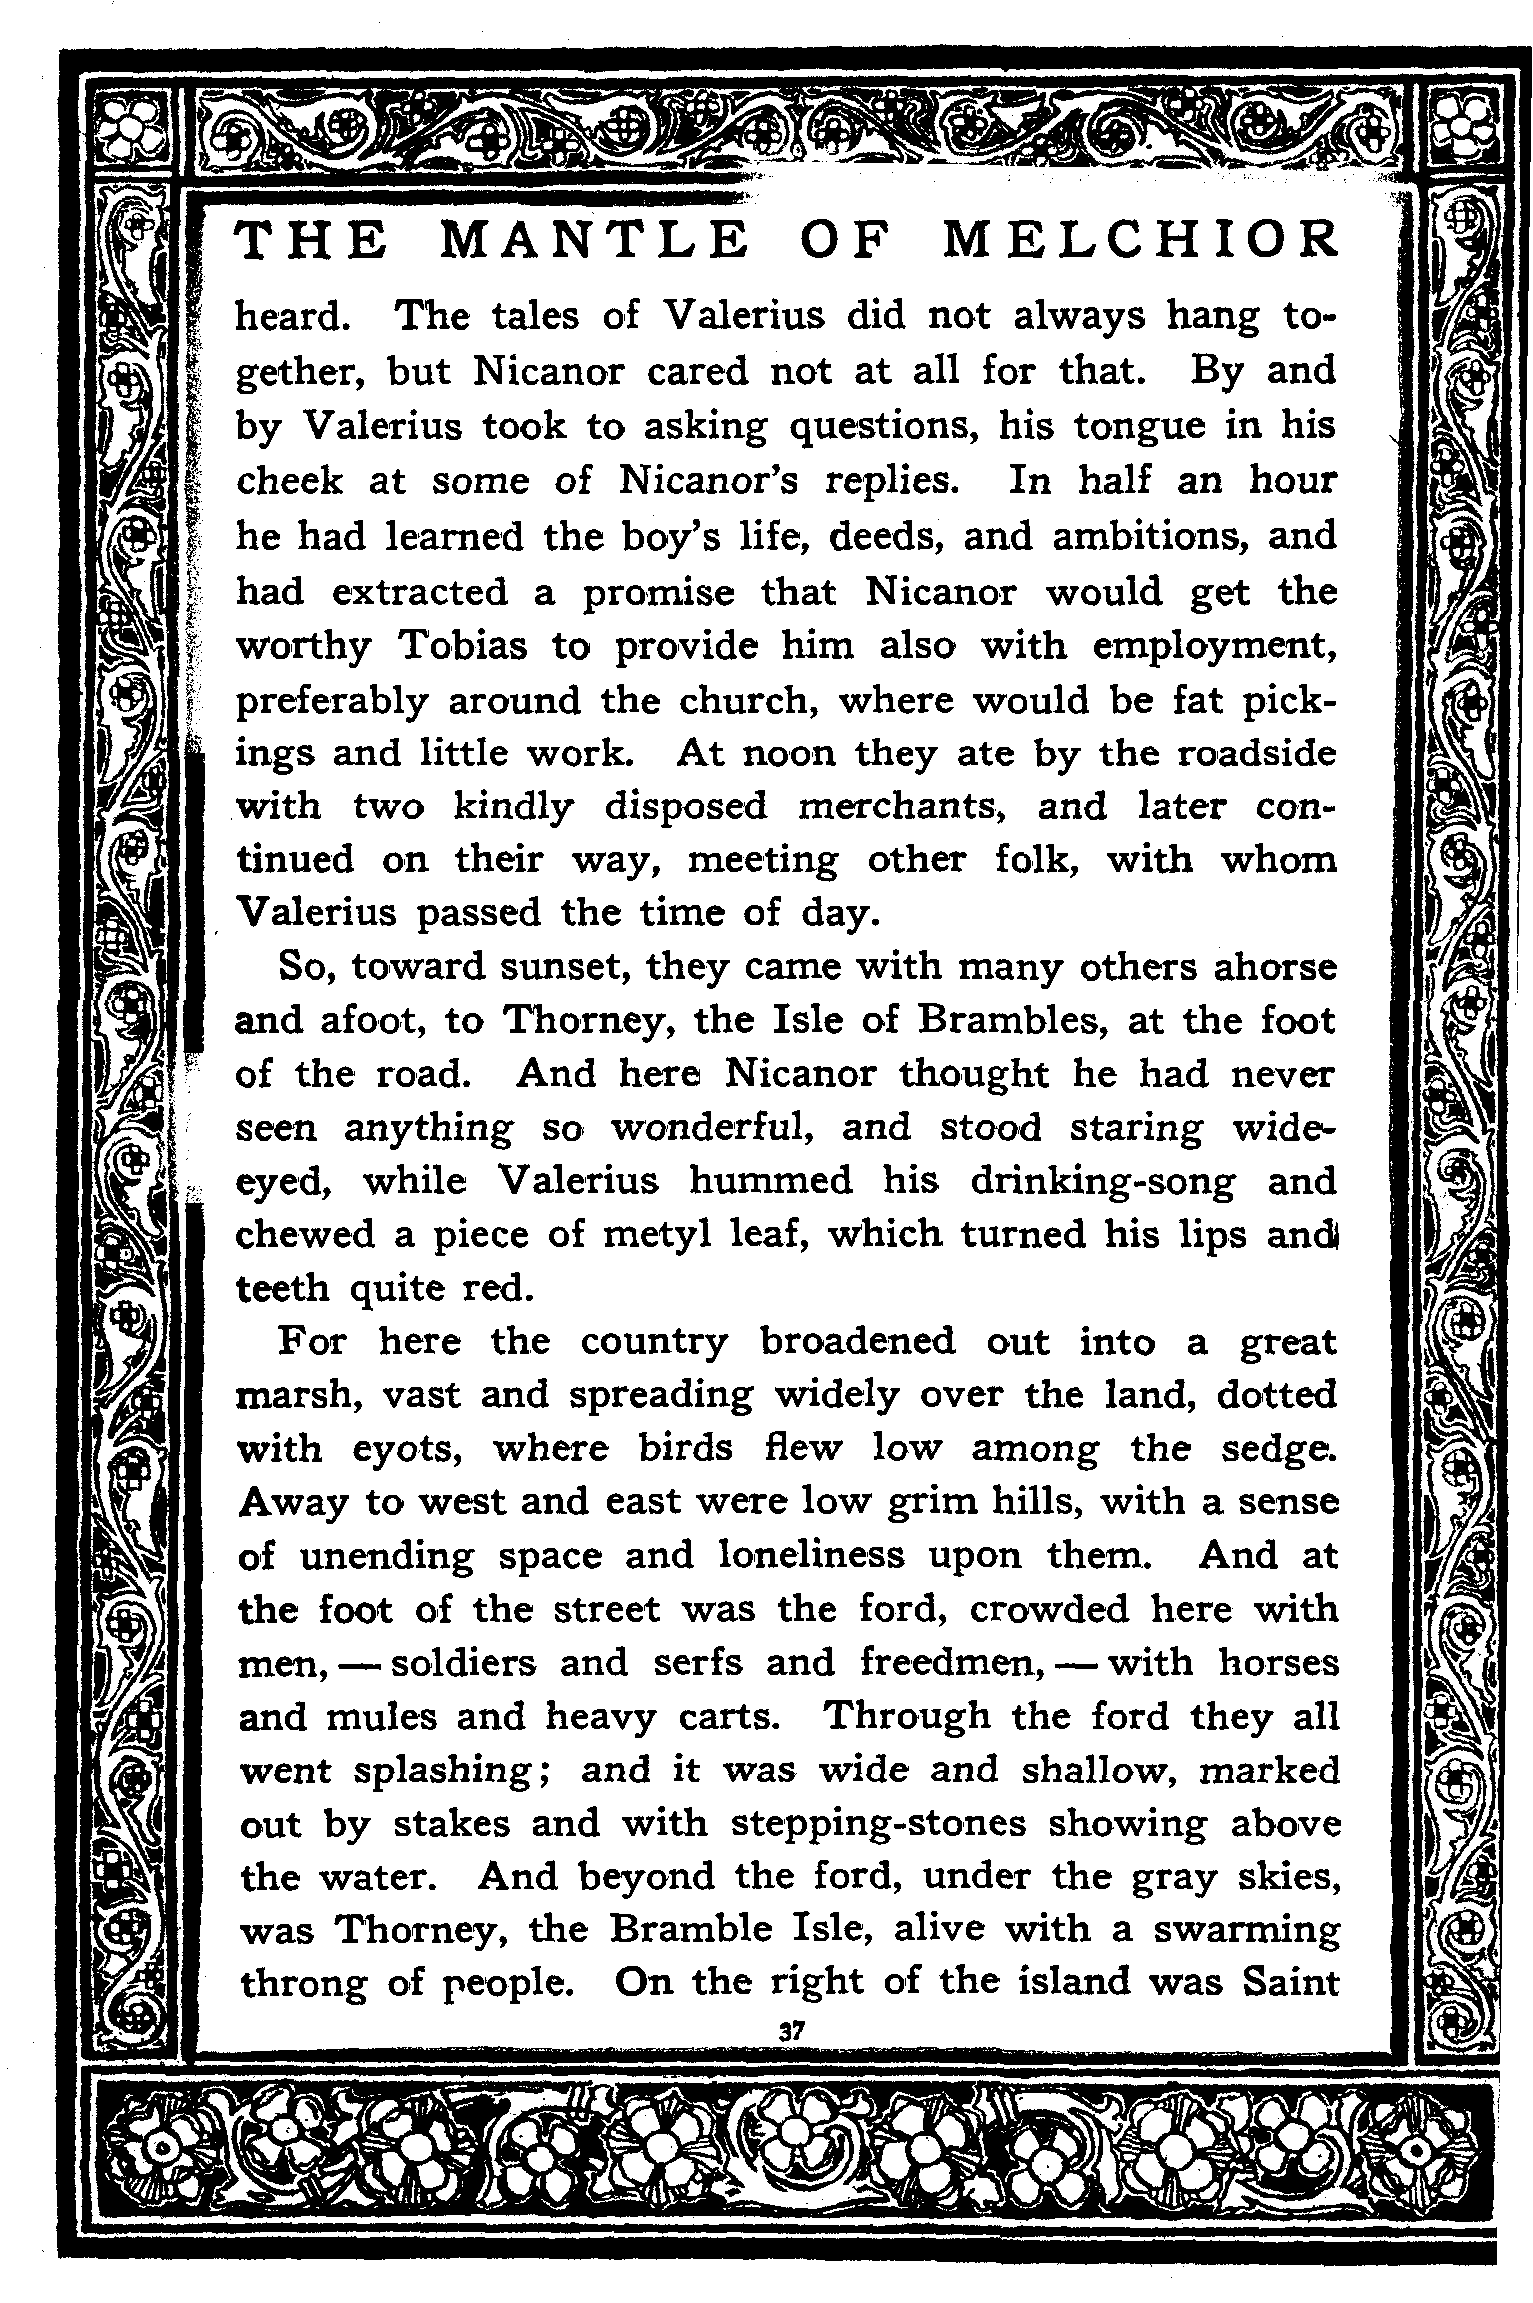 THE MANTLE OF MELCHIOR
heard. The tales of Valerius did not always hang to-
gether, but Nicanor cared not at all for that. By and
by Valerius took to asking questions, his tongue in his
cheek at some of Nicanor's replies. In half an hour
he had learned the boy's life, deeds, and ambitions, and
had extracted a promise that Nicanor would get the
worthy Tobias to provide him also with employment,
preferably around the church, where would be fat pick-
ings and little work. At noon they ate by the roadside
with two kindly disposed merchants, and later con-
tinued on their way, meeting other folk, with whom
Valerius passed the time of day.
So, toward sunset, they came with many others ahorse
and afoot, to Thorney, the Isle of Brambles, at the foot
of the road. And here Nicanor thought he had never
seen anything so wonderful, and stood staring wide-
eyed, while Valerius hummed his drinking-song and
chewed a piece of metyl leaf, which turned his lips and
teeth quite red.
For here the country broadened out into a great
marsh, vast and spreading widely over the land, dotted
with eyots, where birds flew low among the sedge.
Away to west and east were low grim hills, with a sense
of unending space and loneliness upon them. And at
the foot of the street was the ford, crowded here with
men, — soldiers and serfs and freedmen, — with horses
and mules and heavy carts. Through the ford they all
went splashing; and it was wide and shallow, marked
out by stakes and with stepping-stones showing above
the water. And beyond the ford, under the gray skies,
was Thorney, the Bramble Isle, alive with a swarming
throng of people. On the right of the island was Saint
37